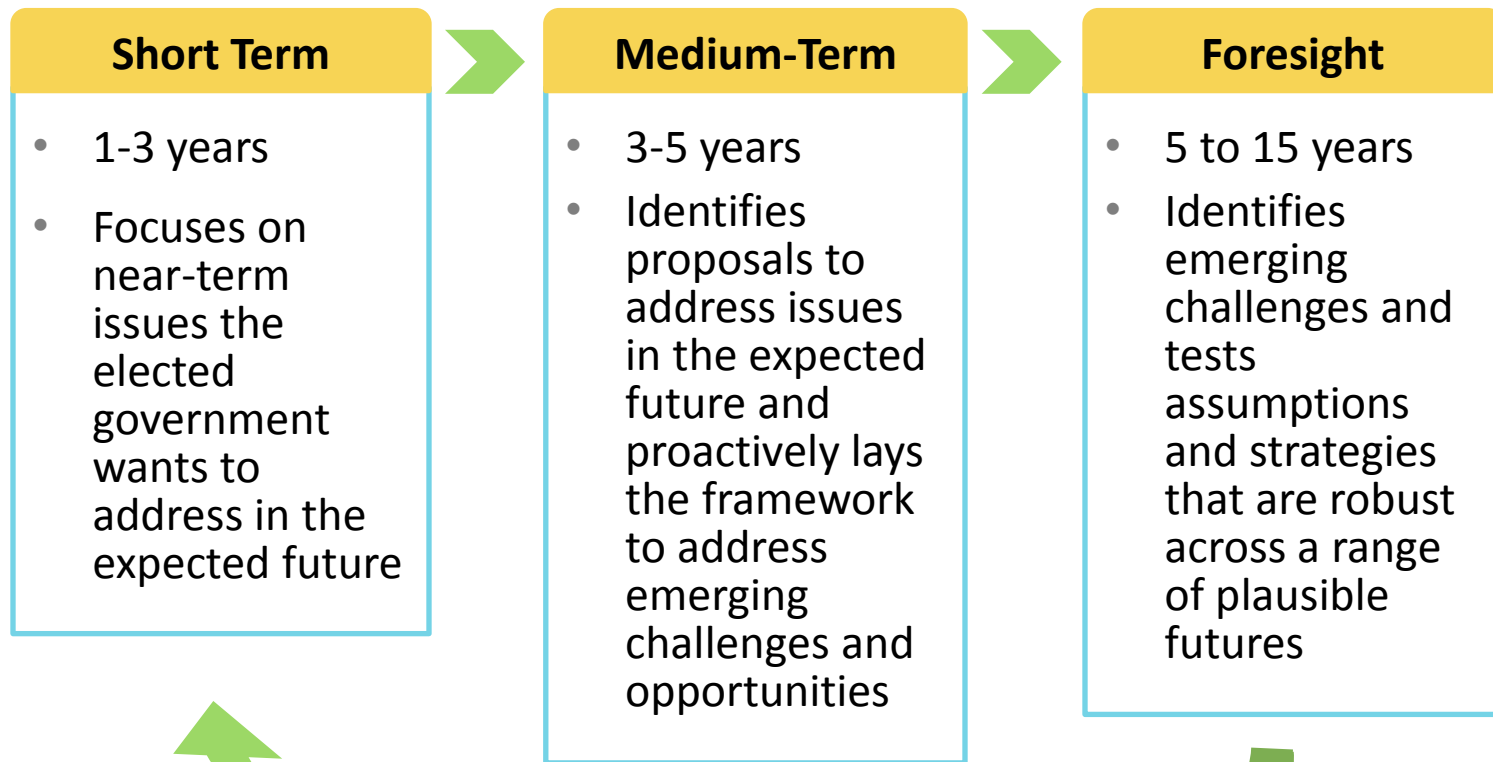 Short Term
• 1-3 years
• Focuses on
near-term
issues the
elected
government
wants to
address in the
expected future
Medium-Term
• 3-5 years
• Identifies
proposals to
address issues
in the expected
future and
proactively lays
the framework
to address
emerging
challenges and
opportunities
Foresight
• 5 to 15 years
• Identifies
emerging
challenges and
tests
assumptions
and strategies
that are robust
across a range
of plausible
futures